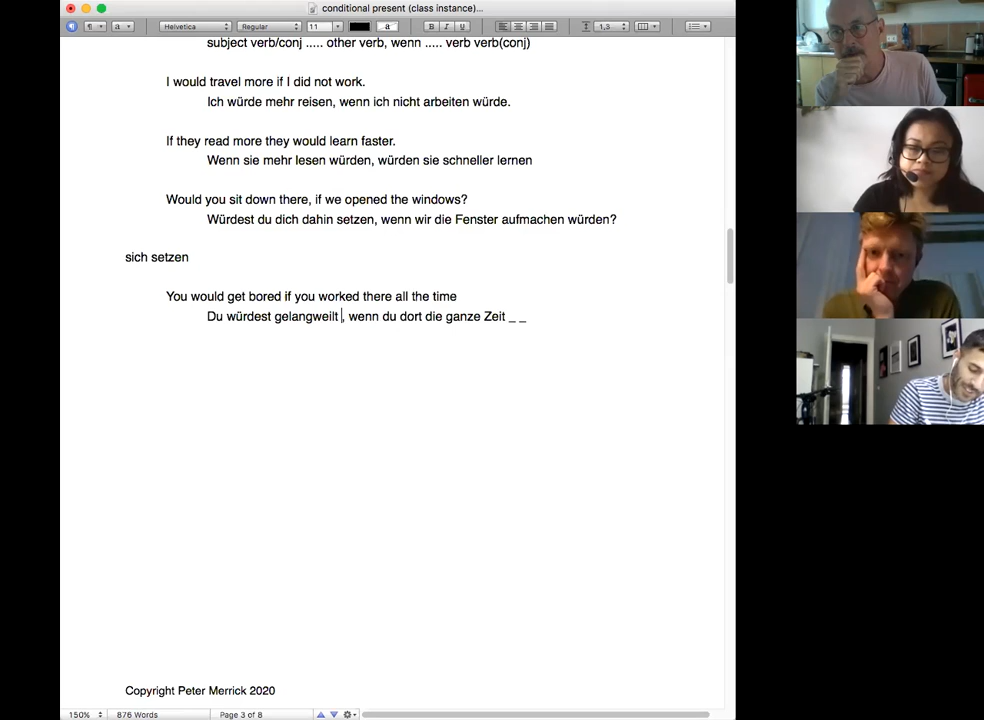 conditional present (class instance)...
Helvetica Regular 11 a B I U 1,3
subject verb/conj ..... other verb, wenn ..... verb verb(conj)
I would travel more if I did not work.
Ich würde mehr reisen, wenn ich nicht arbeiten würde.
If they read more they would learn faster.
Wenn sie mehr lesen würden, würden sie schneller lernen
Would you sit down there, if we opened the windows?
Würdest du dich dahin setzen, wenn wir die Fenster aufmachen würden?
sich setzen
You would get bored if you worked there all the time
Du würdest gelangweilt , wenn du dort die ganze Zeit _ _
Copyright Peter Merrick 2020
150% 876 Words Page 3 of 8